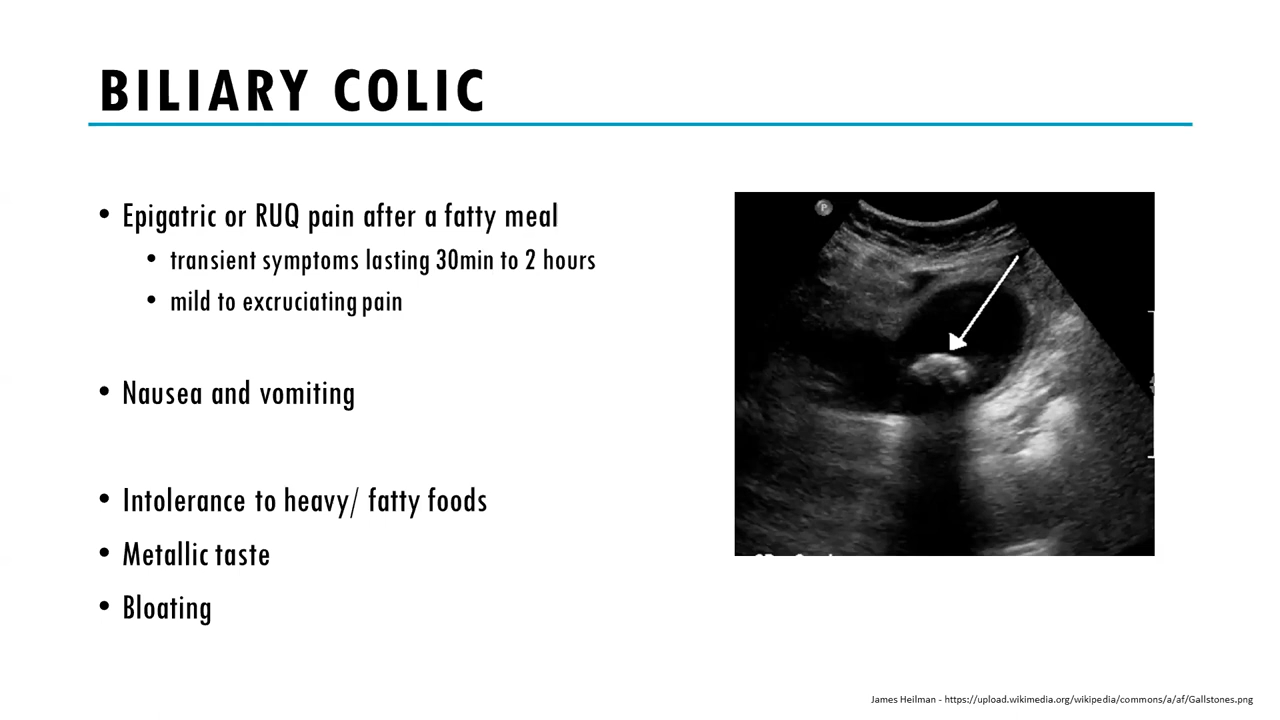 BILIARY COLIC
• Epigatric or RUQ pain after a fatty meal
• transient symptoms lasting 30min to 2 hours
• mild to excruciating pain
• Nausea and vomiting
• Intolerance to heavy/ fatty foods
• Metallic taste
• Bloating
P
James Heilman - https://upload.wikimedia.org/wikipedia/commons/a/af/Gallstones.png